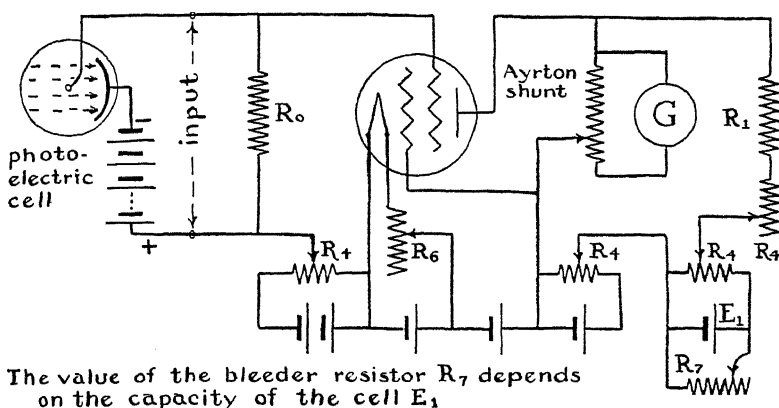 photo-
electric
cell
input
+
R₀
R₄
R₆
Ayrton
shunt
G
R₁
R₄
R₄
R₄
E₁
R₇
The value of the bleeder resistor R₇ depends
on the capacity of the cell E₁